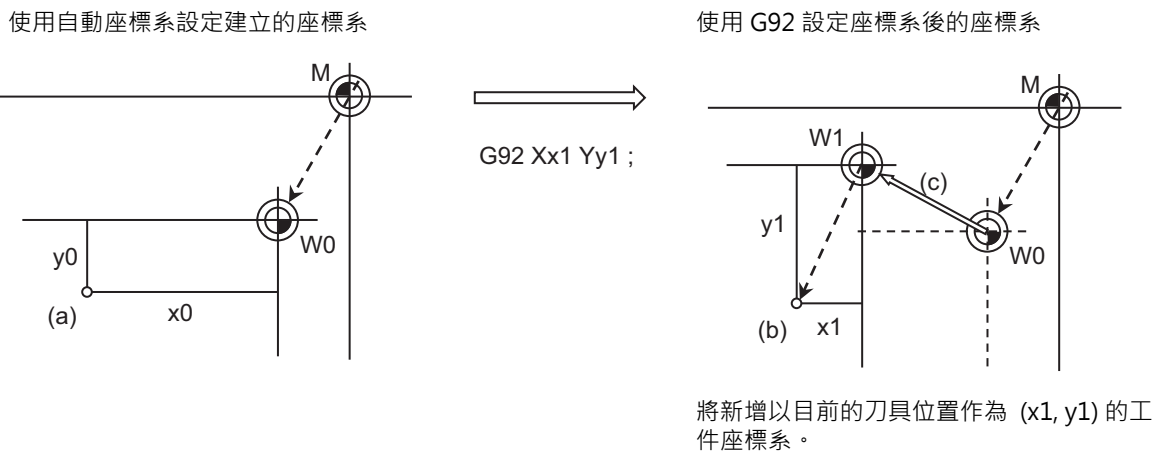 使用自動座標系設定建立的座標系
使用 G92 設定座標系後的座標系
M
W0
y0
x0
(a)
G92 Xx1 Yy1 ;
M
W1
(c)
y1
W0
(b)
x1
將新增以目前的刀具位置作為 (x1, y1) 的工
件座標系。